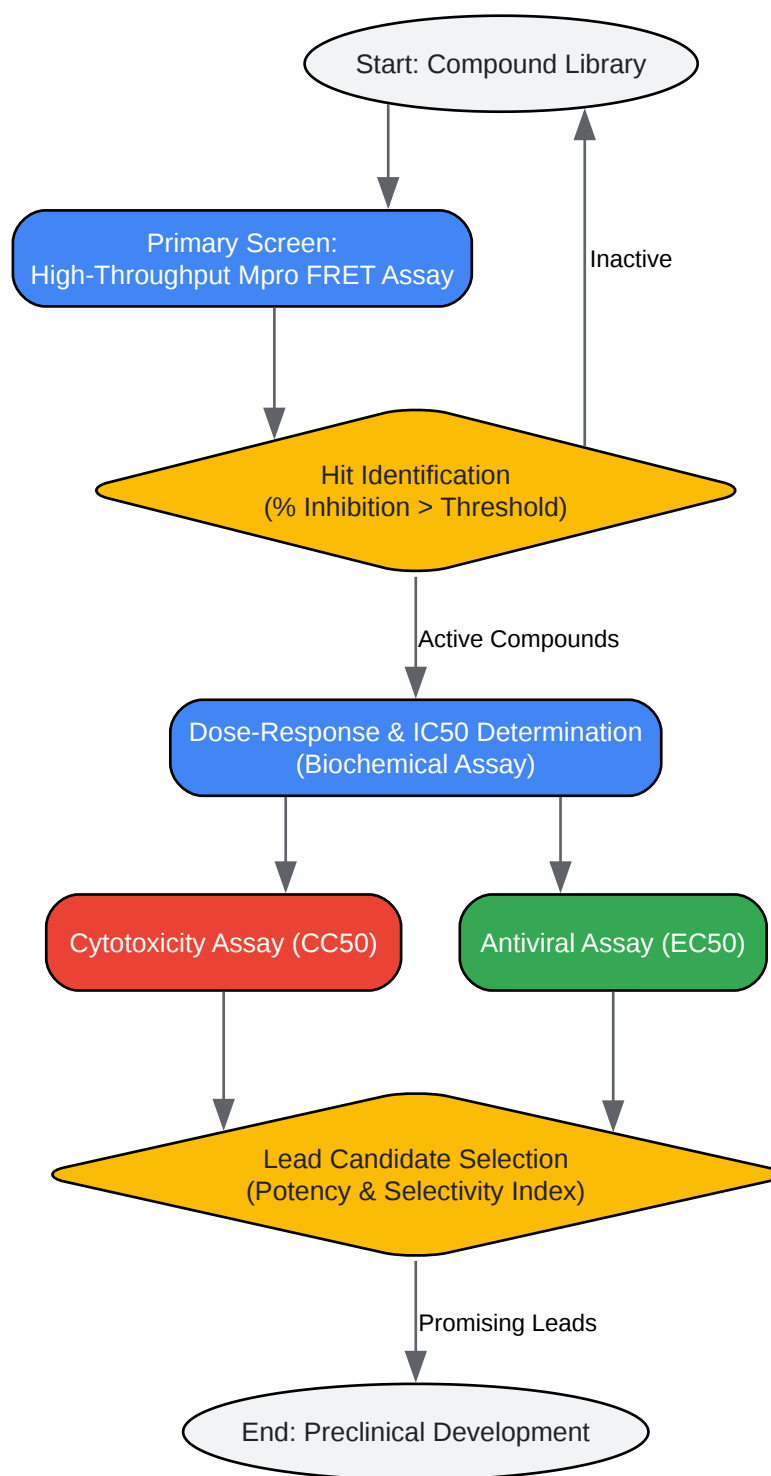 Start: Compound Library
Primary Screen:
High-Throughput Mpro FRET Assay
Inactive
Hit Identification
(% Inhibition > Threshold)
Active Compounds
Dose-Response & IC50 Determination
(Biochemical Assay)
Cytotoxicity Assay (CC50)
Antiviral Assay (EC50)
Lead Candidate Selection
(Potency & Selectivity Index)
Promising Leads
End: Preclinical Development